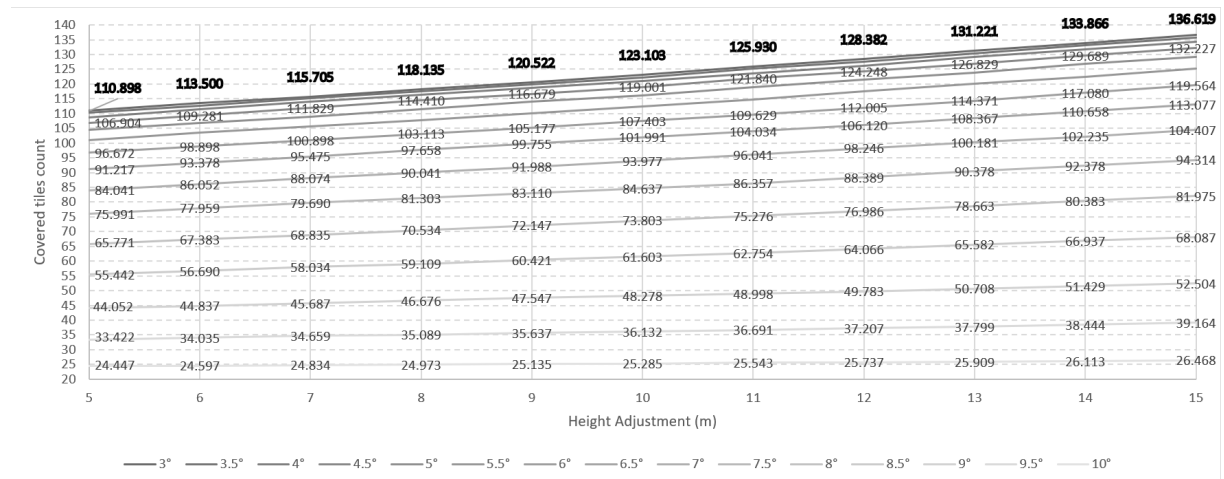 140
135
130
125
120
115
110
105
100
95
90
85
80
75
70
65
60
55
50
45
40
35
30
25
20
Covered tiles count
110.898 113.500 115.705 118.135 120.522 123.103 125.930 128.382 131.221 133.866 136.619
106.904 109.281 111.829 114.410 116.679 119.001 121.840 124.248 126.829 129.689 132.227
96.672 98.898 100.898 103.113 105.177 107.403 109.629 112.005 114.371 117.080 119.564
91.217 93.378 95.475 97.658 99.755 101.991 104.034 106.120 108.367 110.658 113.077
84.041 86.052 88.074 90.041 91.988 93.977 96.041 98.246 100.181 102.235 104.407
75.991 77.959 79.690 81.303 83.110 84.637 86.357 88.389 90.378 92.378 94.314
65.771 67.383 68.835 70.534 72.147 73.803 75.276 76.986 78.663 80.383 81.975
55.442 56.690 58.034 59.109 60.421 61.603 62.754 64.066 65.582 66.937 68.087
44.052 44.837 45.687 46.676 47.547 48.278 48.998 49.783 50.708 51.429 52.504
33.422 34.035 34.659 35.089 35.637 36.132 36.691 37.207 37.799 38.444 39.164
24.447 24.597 24.834 24.973 25.135 25.285 25.543 25.737 25.909 26.113 26.468
5 6 7 8 9 10 11 12 13 14 15
Height Adjustment (m)
3° 3.5° 4° 4.5° 5° 5.5° 6° 6.5° 7° 7.5° 8° 8.5° 9° 9.5° 10°